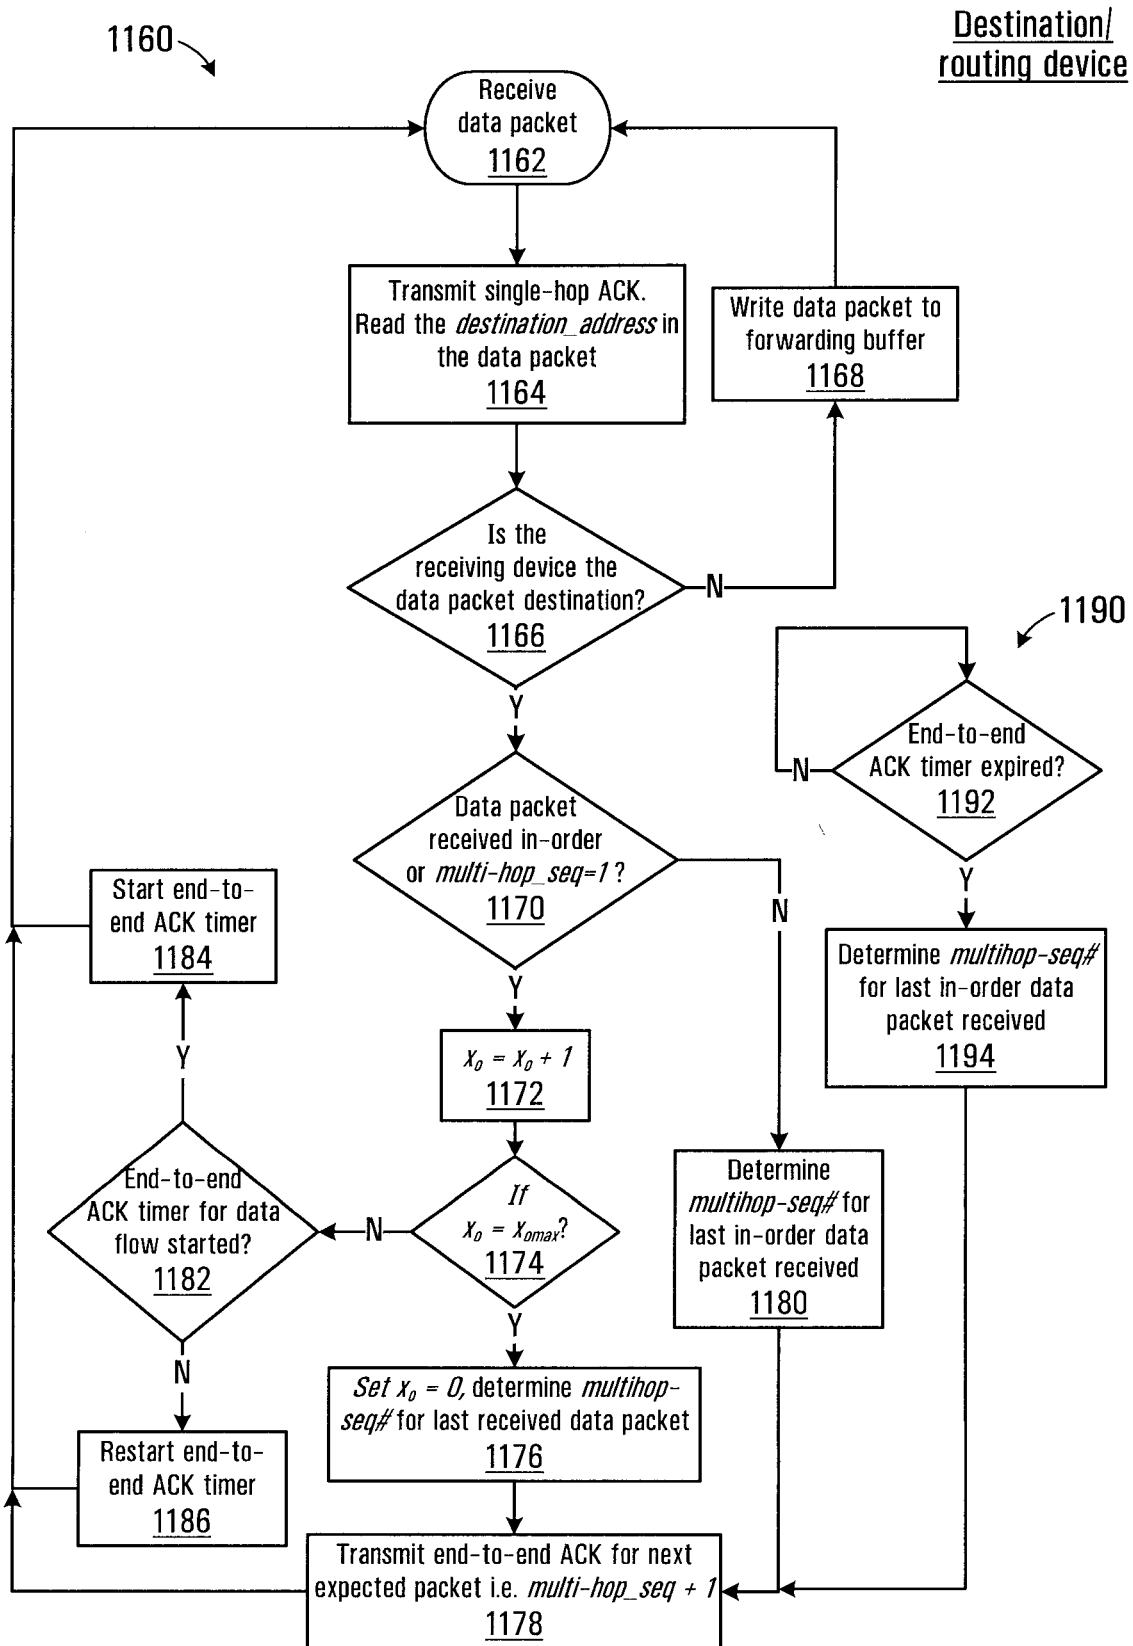 1160
Destination/
routing device
Receive
data packet
1162
Transmit single-hop ACK.
Read the destination_address in
the data packet
1164
Write data packet to
forwarding buffer
1168
Is the
receiving device the
data packet destination?
1166
N
Y
1190
End-to-end
ACK timer expired?
1192
N
Y
Data packet
received in-order
or multi-hop_seq=1 ?
1170
N
Y
Start end-to-
end ACK timer
1184
Determine multihop-seq#
for last in-order data
packet received
1194
Y
x₀ = x₀ + 1
1172
End-to-end
ACK timer for data
flow started?
1182
N
If
x₀ = x₀max?
1174
Determine
multihop-seq# for
last in-order data
packet received
1180
N
Y
Set x₀ = 0, determine multihop-
seq# for last received data packet
1176
Restart end-to-
end ACK timer
1186
Transmit end-to-end ACK for next
expected packet i.e. multi-hop_seq + 1
1178